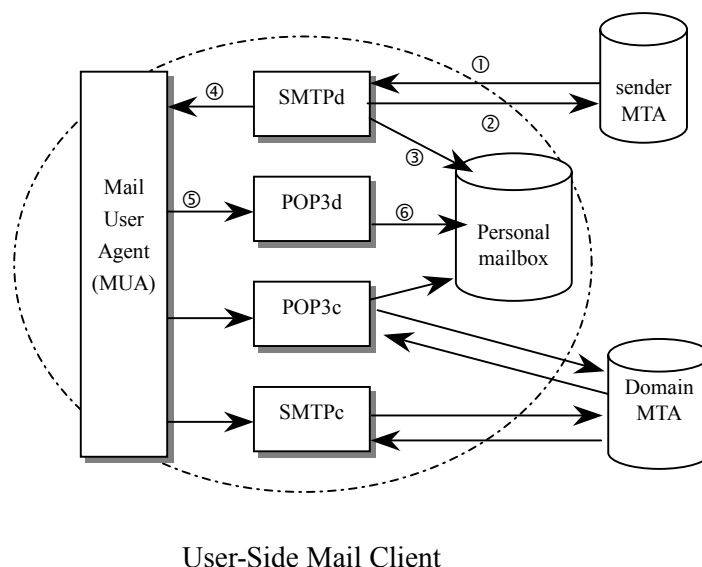 ①
sender
MTA
④
SMTPd
②
③
Mail
User
Agent
(MUA)
⑤
POP3d
⑥
Personal
mailbox
POP3c
Domain
MTA
SMTPc
User-Side Mail Client